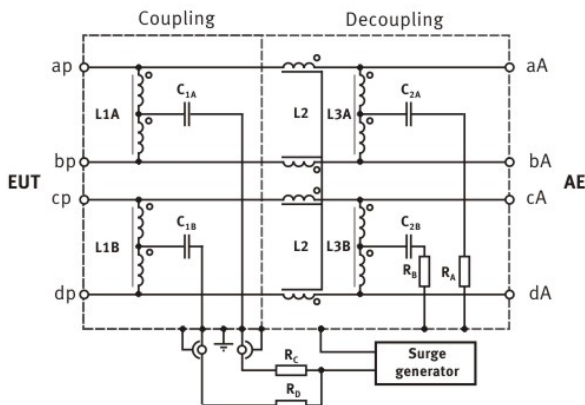 Coupling Decoupling
ap aA
C1A C2A
L1A L2 L3A
bp bA
EUT AE
cp cA
C1B C2B
L1B L2 L3B
RB RA
dp dA
RC Surge
generator
RD